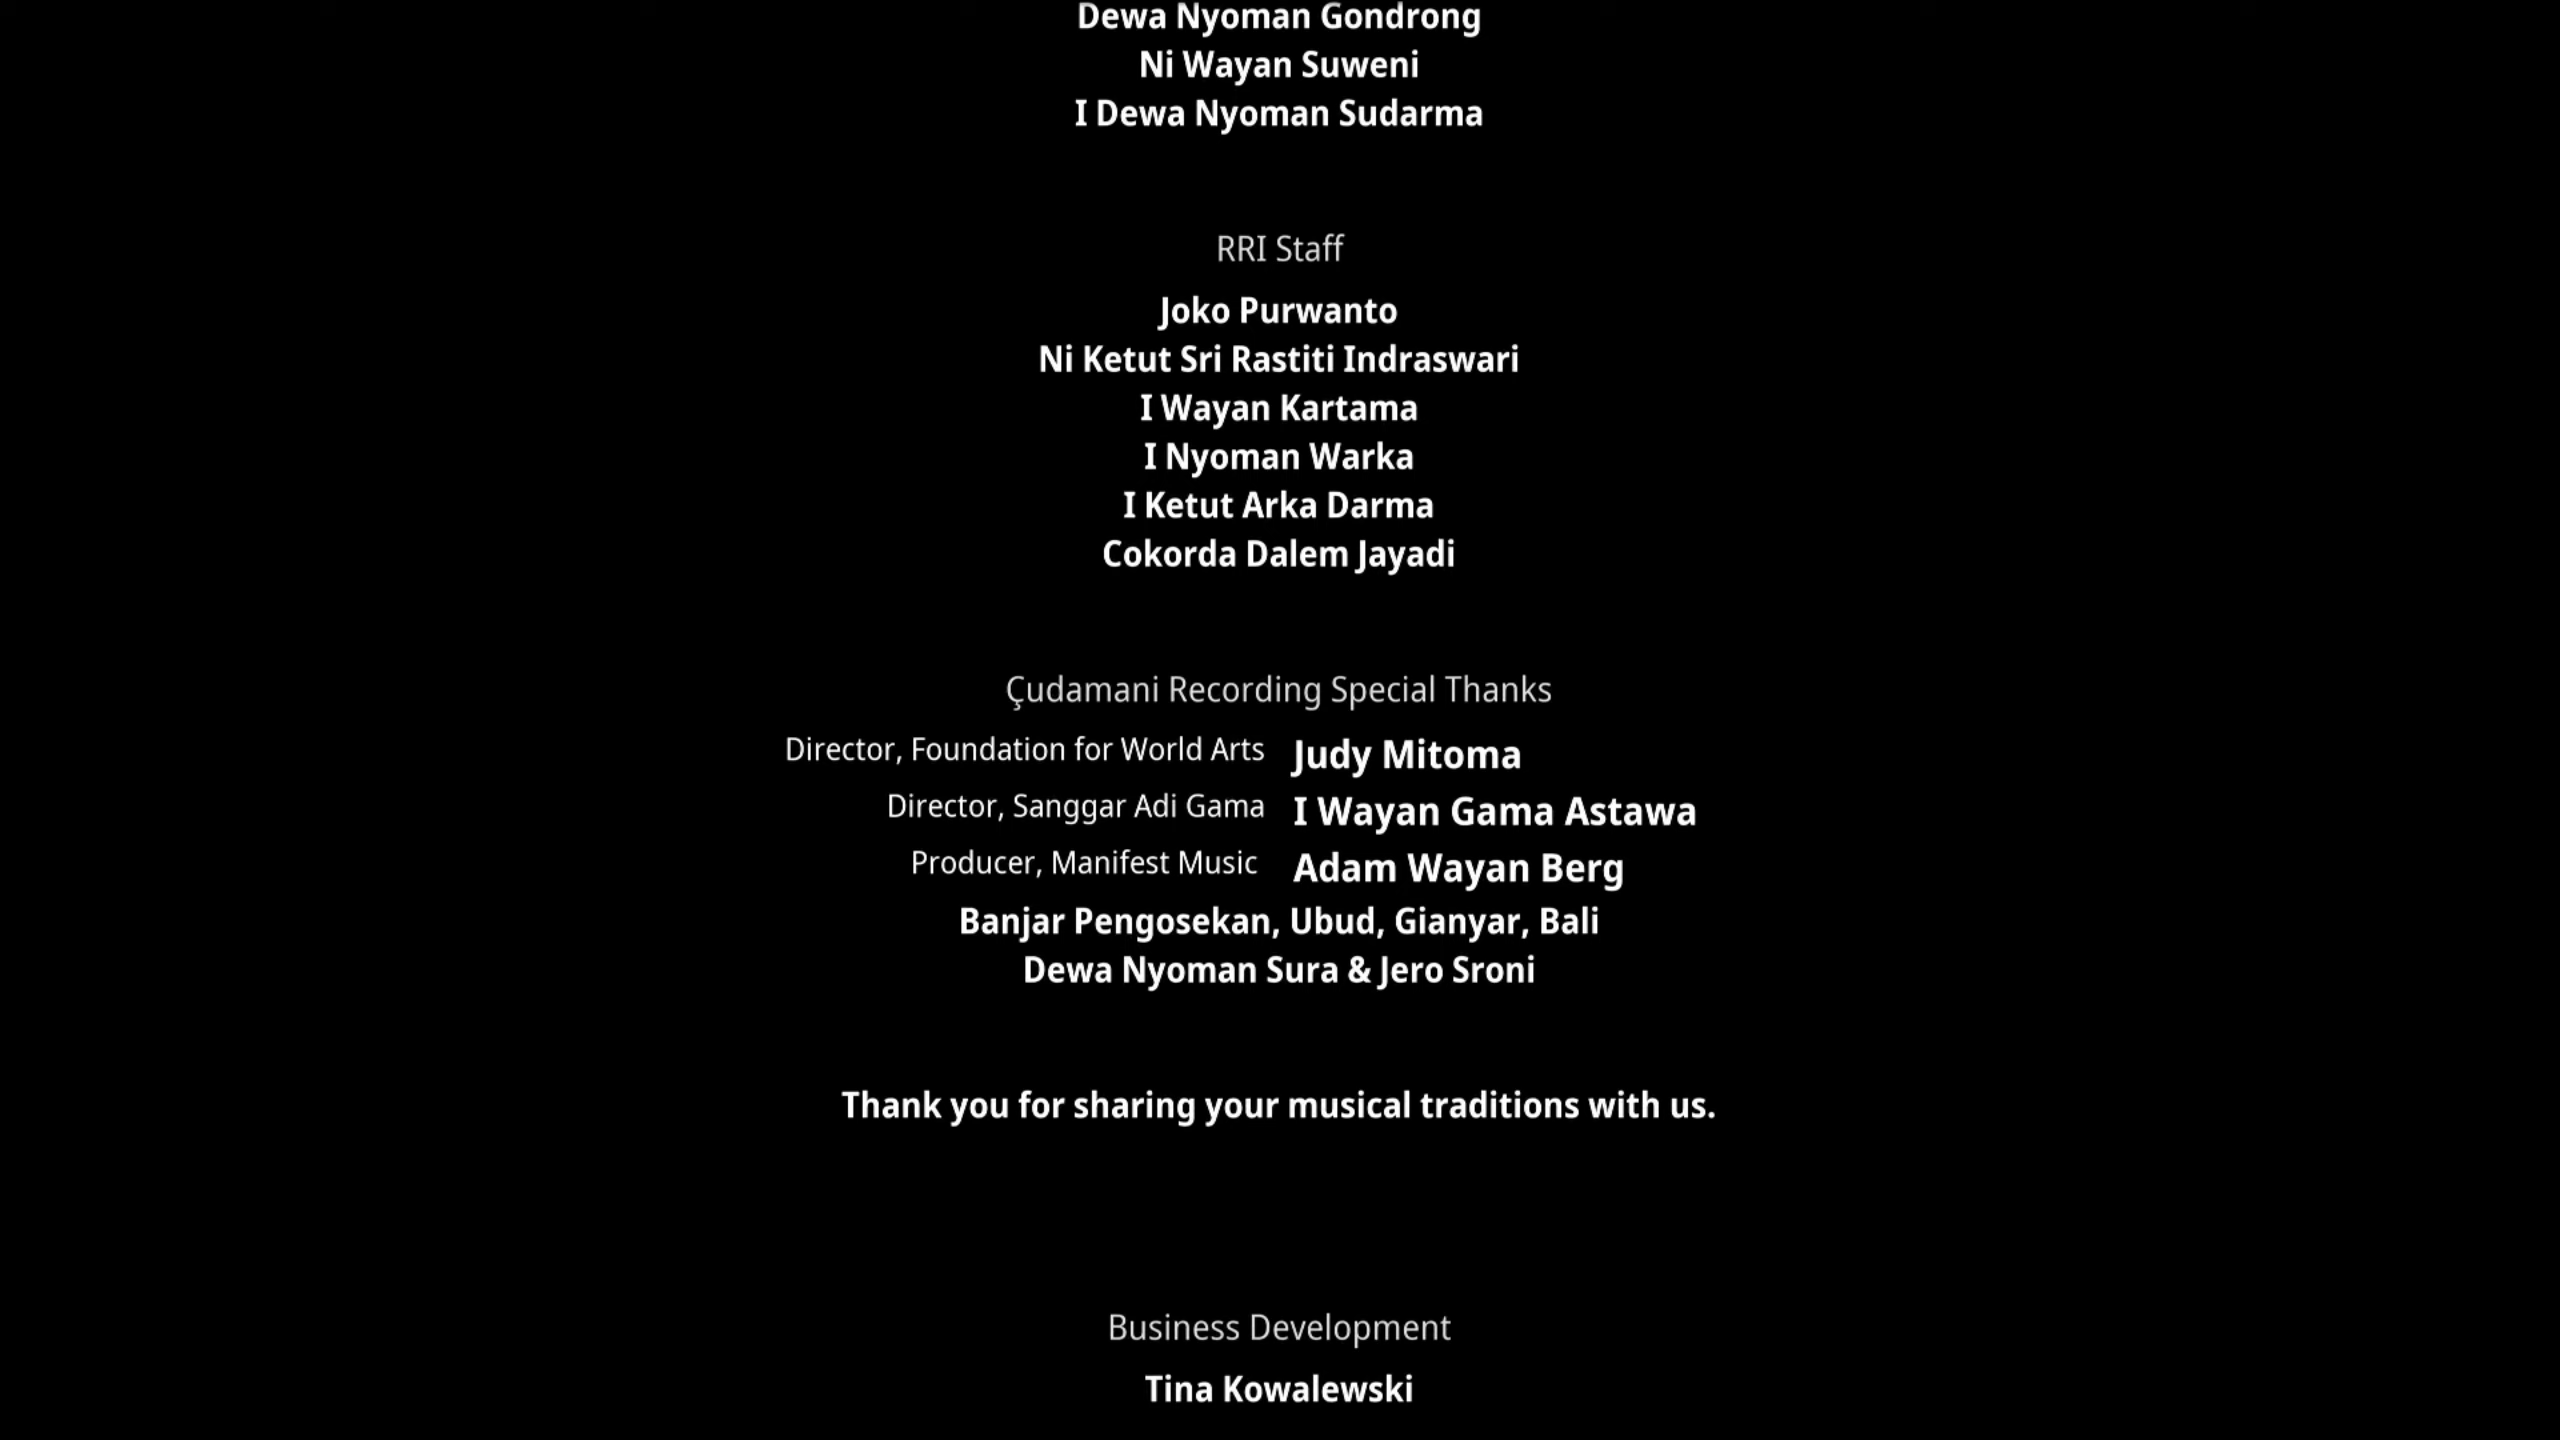 Dewa Nyoman Gondrong
Ni Wayan Suweni
I Dewa Nyoman Sudarma
RRI Staff
Joko Purwanto
Ni Ketut Sri Rastiti Indraswari
I Wayan Kartama
I Nyoman Warka
I Ketut Arka Darma
Cokorda Dalem Jayadi
Çudamani Recording Special Thanks
Director, Foundation for World Arts Judy Mitoma
Director, Sanggar Adi Gama I Wayan Gama Astawa
Producer, Manifest Music Adam Wayan Berg
Banjar Pengosekan, Ubud, Gianyar, Bali
Dewa Nyoman Sura & Jero Sroni
Thank you for sharing your musical traditions with us.
Business Development
Tina Kowalewski